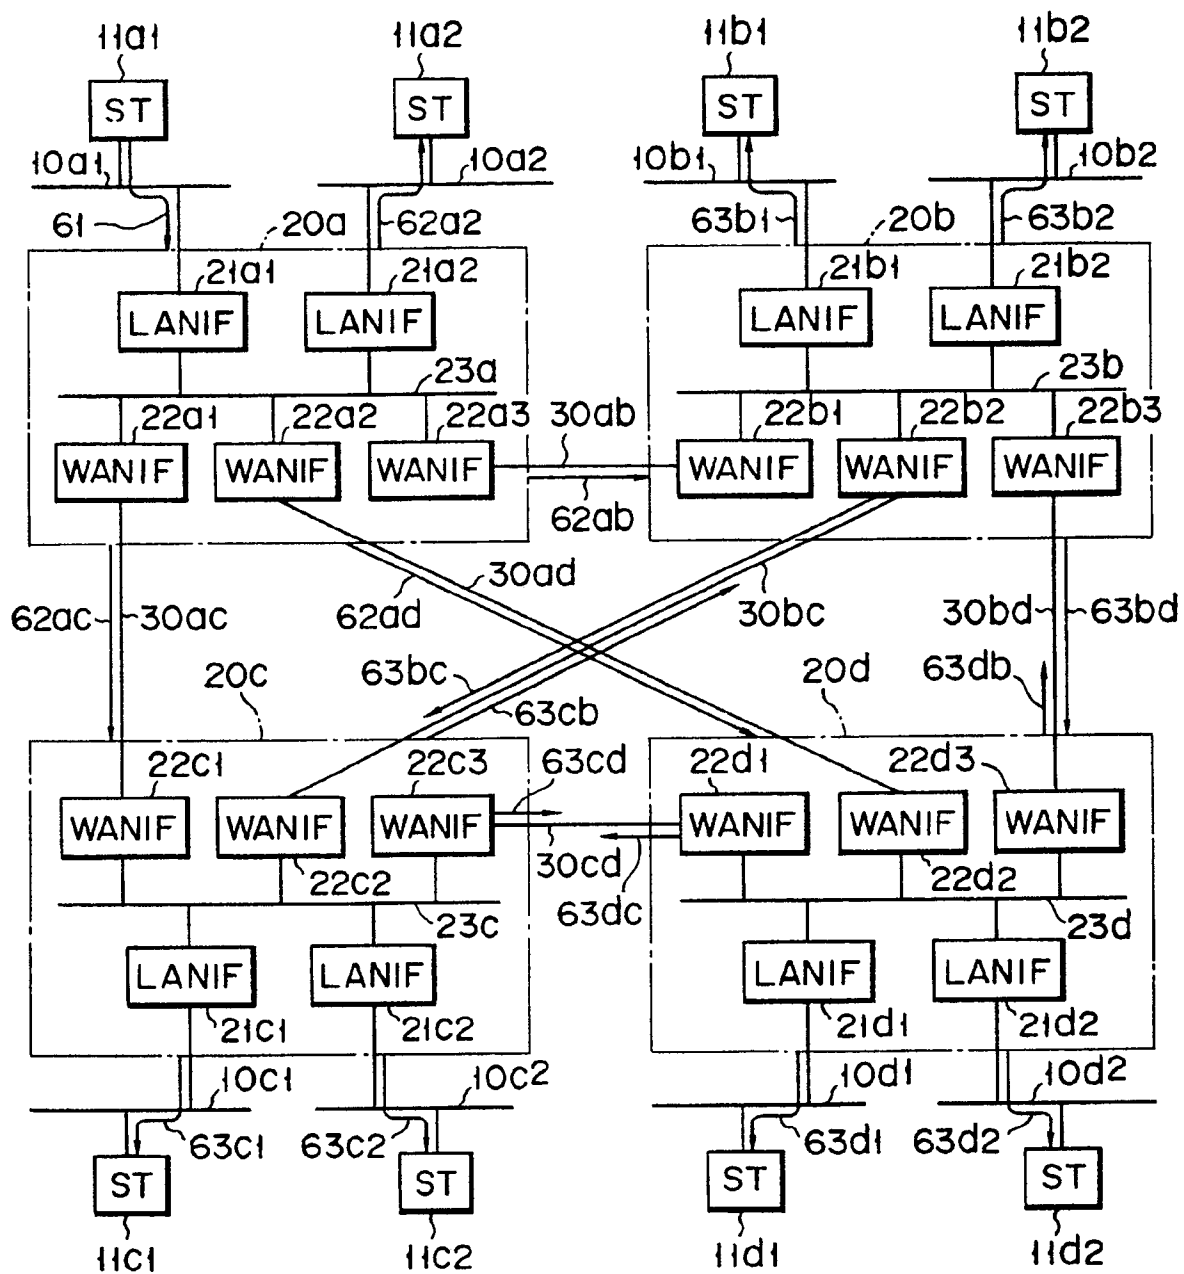 11a1 11a2 11b1 11b2
ST ST ST ST
10a1 10a2 10b1 10b2
61 20a 62a2 63b1 20b 63b2
21a1 21a2 21b1 21b2
LANIF LANIF LANIF LANIF
23a 23b
22a1 22a2 22a3 30ab 22b1 22b2 22b3
WANIF WANIF WANIF WANIF WANIF WANIF
62ab
62ac 30ac 62ad 30ad 30bc 30bd 63bd
20c 63bc 63cb 20d 63db
22c1 22c3 63cd 22d1 22d3
WANIF WANIF WANIF WANIF WANIF WANIF
22c2 30cd 22d2
23c 63dc 23d
LANIF LANIF LANIF LANIF
21c1 21c2 21d1 21d2
10c1 10c2 10d1 10d2
63c1 63c2 63d1 63d2
ST ST ST ST
11c1 11c2 11d1 11d2